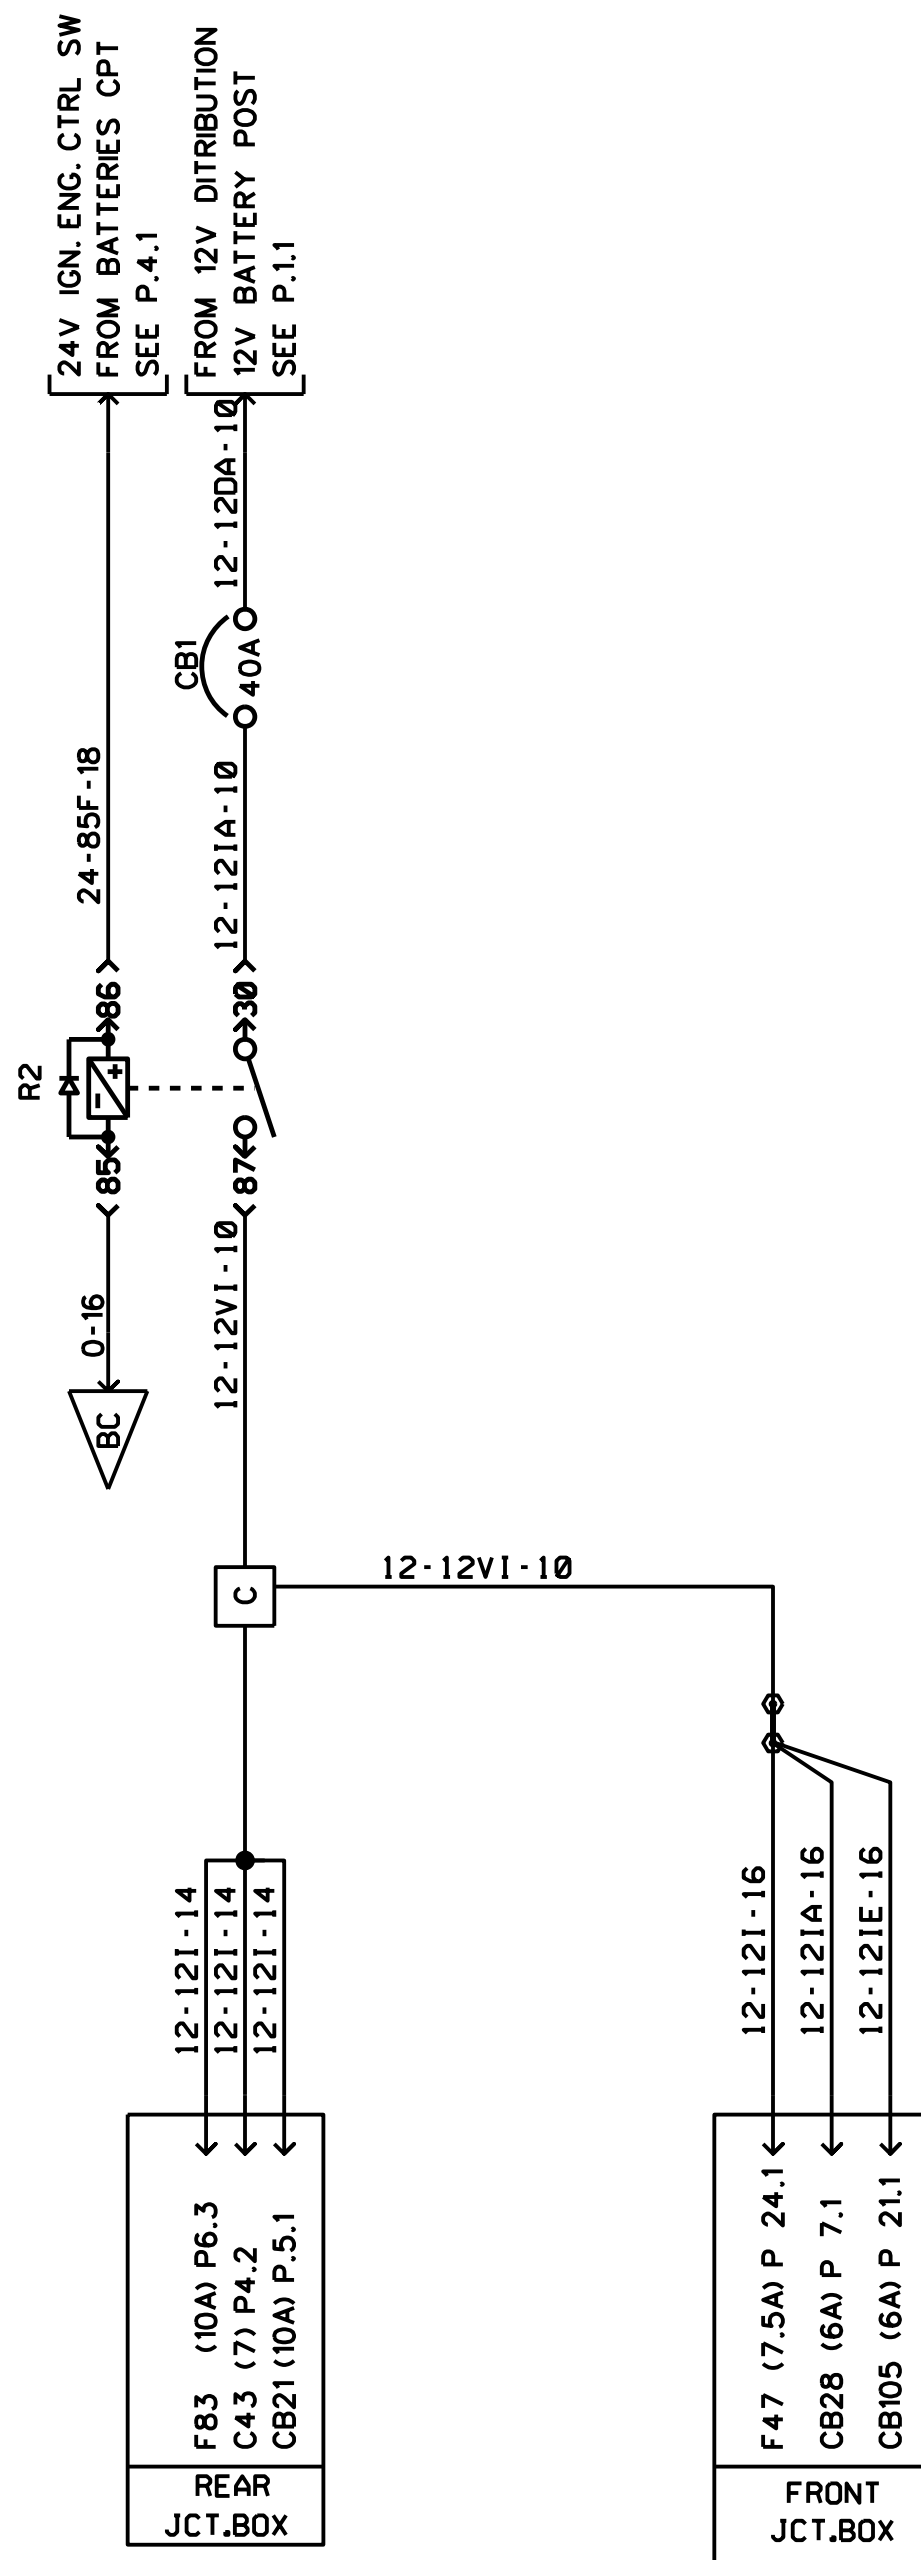 24V IGN. ENG. CTRL SW
FROM BATTERIES CPT
SEE P.4.1
FROM 12V DITRIBUTION
12V BATTERY POST
SEE P.1.1
12-12DA-10
CB1
40A
24-85F-18
12-12IA-10
86
30
R2
+
-
85
87
0-16
12-12VI-10
BC
C
12-12VI-10
12-12I-14
12-12I-14
12-12I-14
12-12I-16
12-12IA-16
12-12IE-16
F83 (10A) P6.3
C43 (7) P4.2
CB21 (10A) P.5.1
REAR
JCT.BOX
F47 (7.5A) P 24.1
CB28 (6A) P 7.1
CB105 (6A) P 21.1
FRONT
JCT.BOX